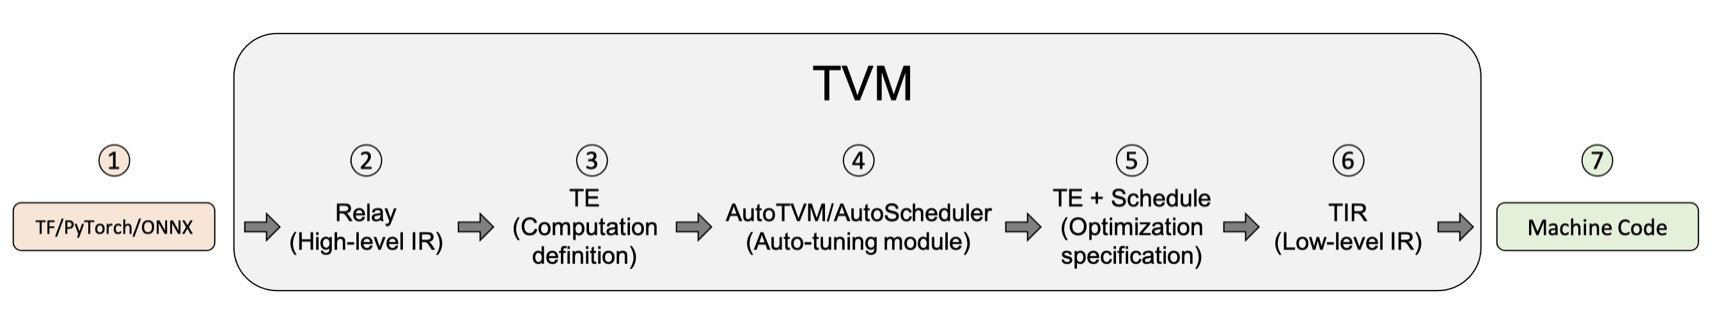 TVM
①
②
③
④
⑤
⑥
⑦
TF/PyTorch/ONNX
Relay
(High-level IR)
TE
(Computation
definition)
AutoTVM/AutoScheduler
(Auto-tuning module)
TE + Schedule
(Optimization
specification)
TIR
(Low-level IR)
Machine Code